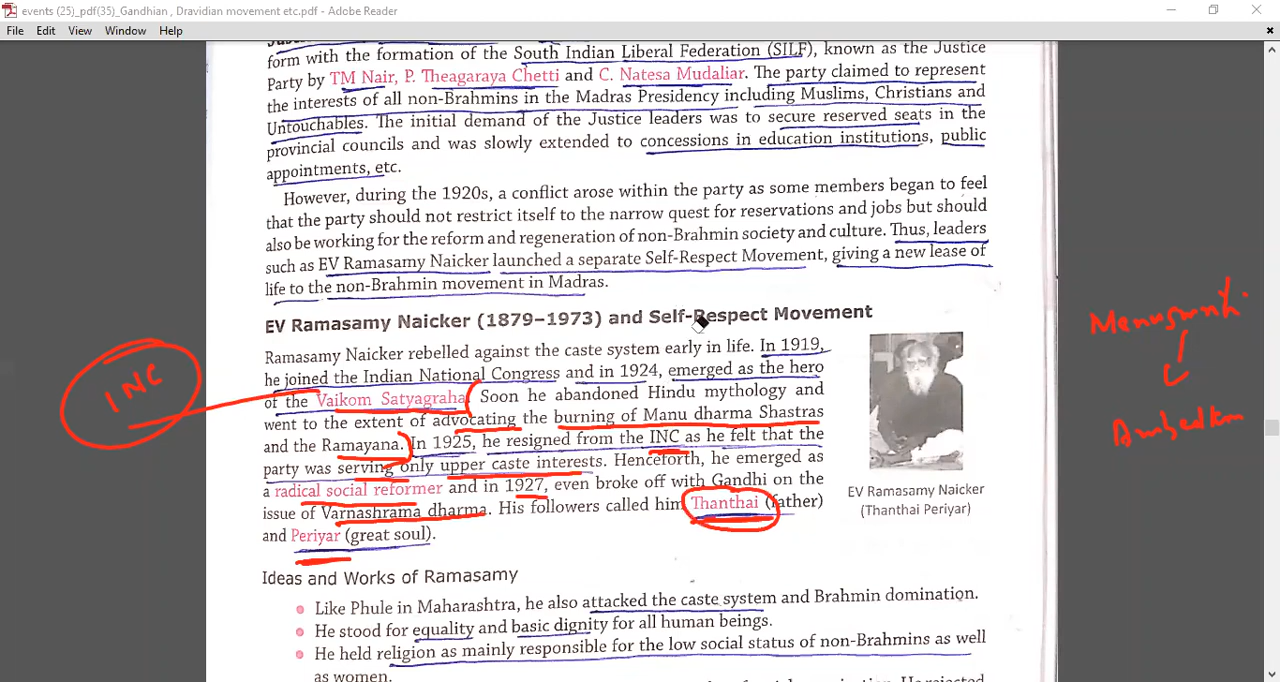 events (25)_pdf(35)_Gandhian , Dravidian movement etc.pdf - Adobe Reader
File Edit View Window Help
form with the formation of the South Indian Liberal Federation (SILF), known as the Justice
Party by TM Nair, P. Theagaraya Chetti and C. Natesa Mudaliar. The party claimed to represent
the interests of all non-Brahmins in the Madras Presidency including Muslims, Christians and
Untouchables. The initial demand of the Justice leaders was to secure reserved seats in the
provincial councils and was slowly extended to concessions in education institutions, public
appointments, etc.
However, during the 1920s, a conflict arose within the party as some members began to feel
that the party should not restrict itself to the narrow quest for reservations and jobs but should
also be working for the reform and regeneration of non-Brahmin society and culture. Thus, leaders
such as EV Ramasamy Naicker launched a separate Self-Respect Movement, giving a new lease of
life to the non-Brahmin movement in Madras.
EV Ramasamy Naicker (1879–1973) and Self-Respect Movement
Ramasamy Naicker rebelled against the caste system early in life. In 1919,
he joined the Indian National Congress and in 1924, emerged as the hero
of the Vaikom Satyagraha. Soon he abandoned Hindu mythology and
went to the extent of advocating the burning of Manu dharma Shastras
and the Ramayana. In 1925, he resigned from the INC as he felt that the
party was serving only upper caste interests. Henceforth, he emerged as
a radical social reformer and in 1927, even broke off with Gandhi on the
issue of Varnashrama dharma. His followers called him Thanthai (father)
and Periyar (great soul).
INC
EV Ramasamy Naicker
(Thanthai Periyar)
Ideas and Works of Ramasamy
Like Phule in Maharashtra, he also attacked the caste system and Brahmin domination.
He stood for equality and basic dignity for all human beings.
He held religion as mainly responsible for the low social status of non-Brahmins as well
as women.